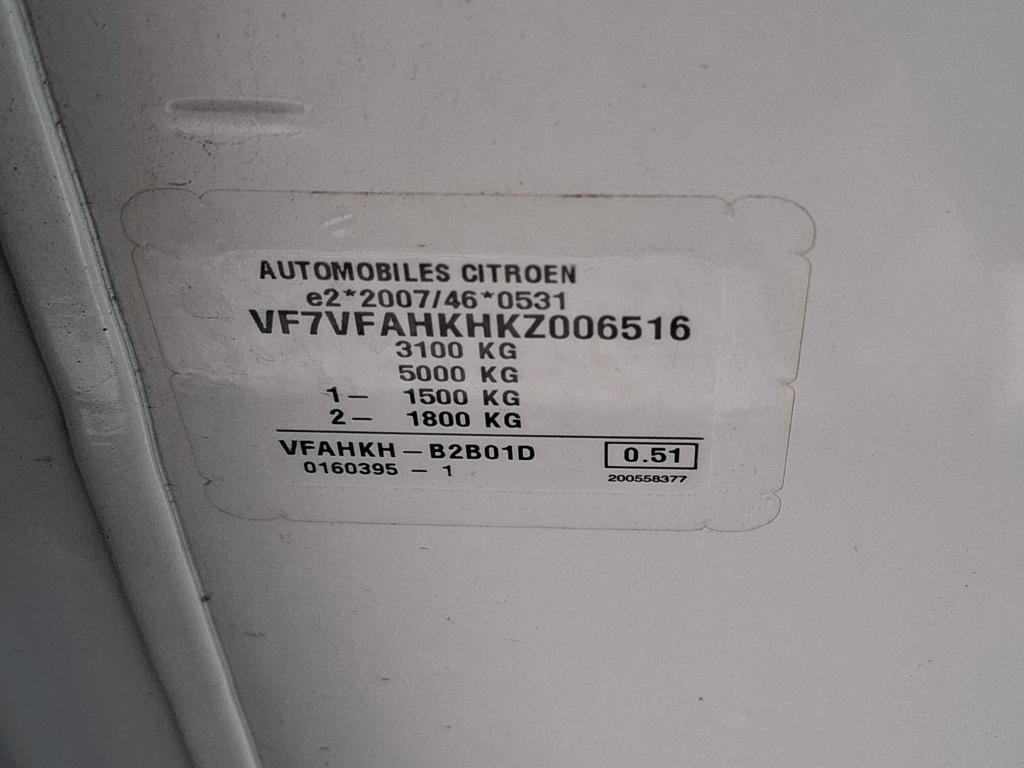 AUTOMOBILES CITROEN
e2*2007/46*0531
VF7VFAHKHKZ006516
3100 KG
5000 KG
1— 1500 KG
2— 1800 KG
VFAHKH—B2B01D
0160395 - 1
0.51
200558377